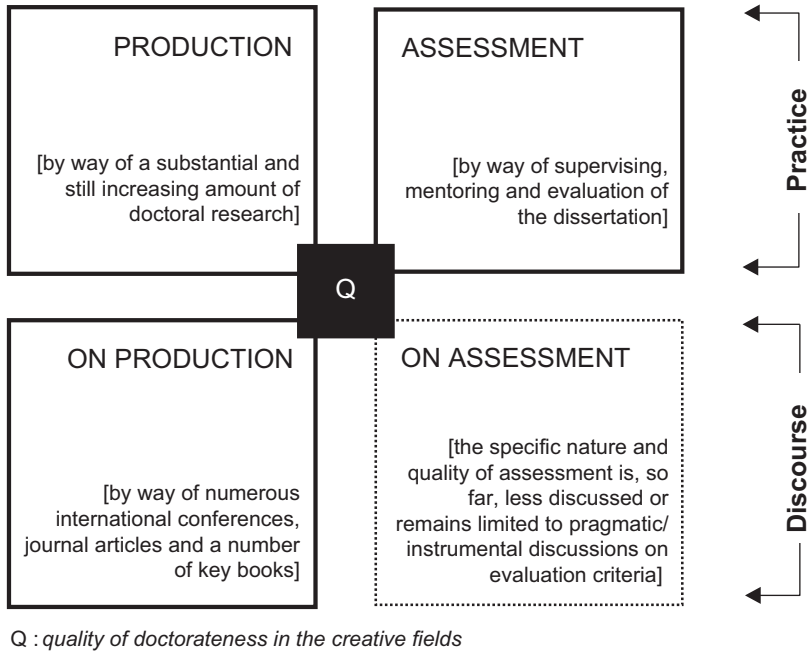 PRODUCTION
[by way of a substantial and
still increasing amount of
doctoral research]
ASSESSMENT
[by way of supervising,
mentoring and evaluation of
the dissertation]
Practice
Q
ON PRODUCTION
[by way of numerous
international conferences,
journal articles and a number
of key books]
ON ASSESSMENT
[the specific nature and
quality of assessment is, so
far, less discussed or
remains limited to pragmatic/
instrumental discussions on
evaluation criteria]
Discourse
Q : quality of doctorateness in the creative fields